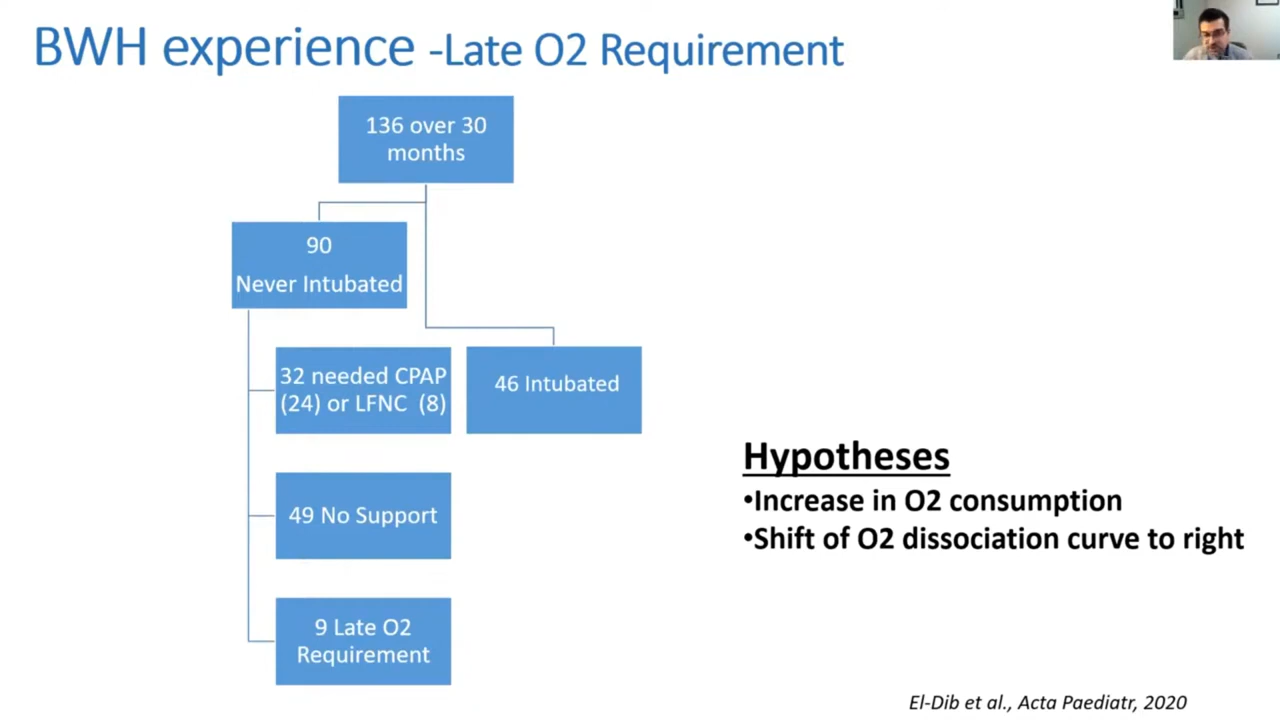 BWH experience -Late O2 Requirement
136 over 30
months
90
Never Intubated
32 needed CPAP
(24) or LFNC (8)
46 Intubated
49 No Support
9 Late O2
Requirement
Hypotheses
•Increase in O2 consumption
•Shift of O2 dissociation curve to right
El-Dib et al., Acta Paediatr, 2020